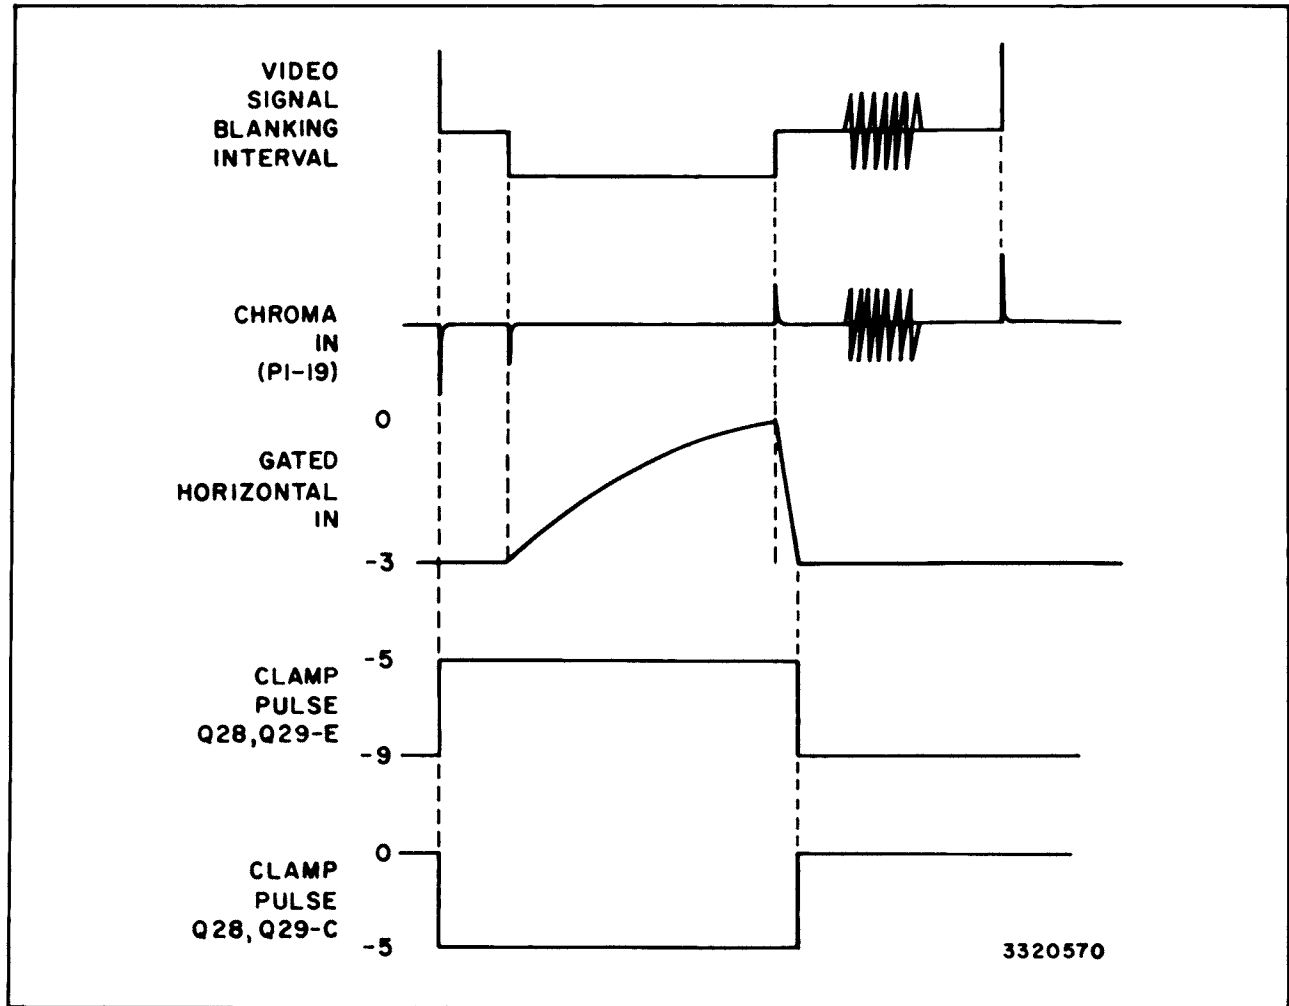 VIDEO
SIGNAL
BLANKING
INTERVAL
CHROMA
IN
(P1-19)
0
GATED
HORIZONTAL
IN
-3
-5
CLAMP
PULSE
Q28, Q29-E
-9
0
CLAMP
PULSE
Q28, Q29-C
-5
3320570